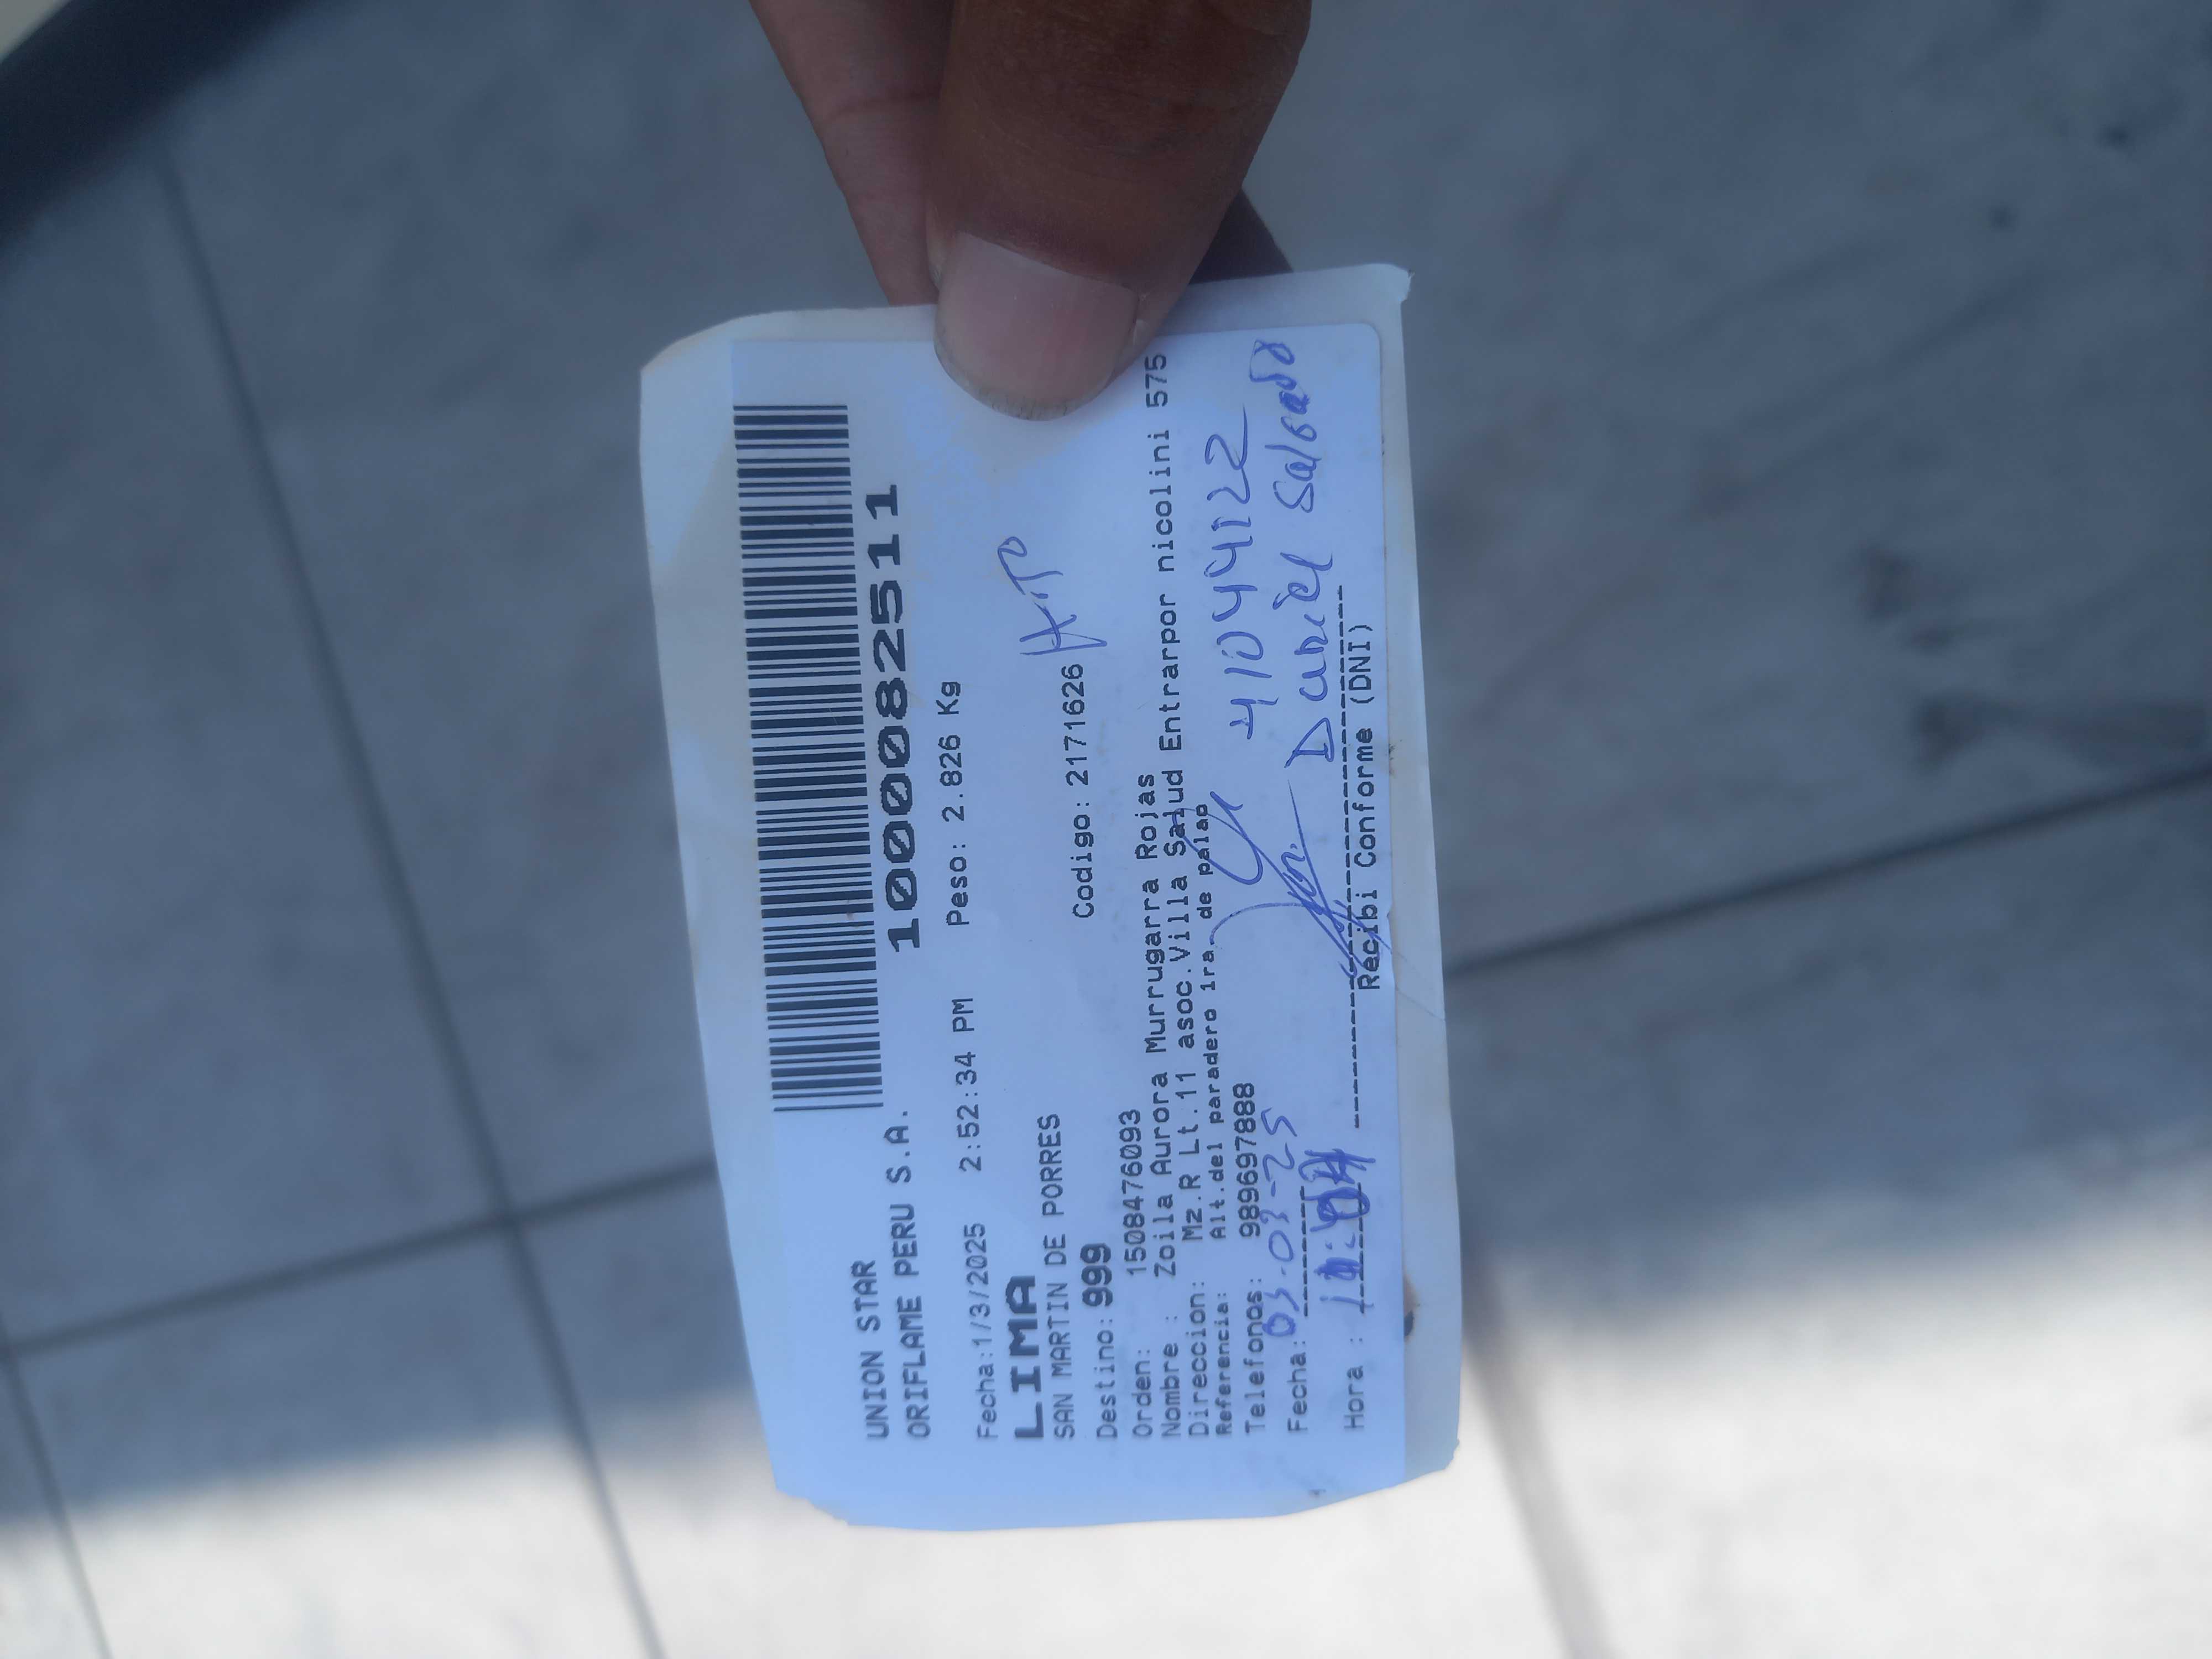 UNION STAR
ORIFLAME PERU S.A.
10000082511
Fecha:1/3/2025 2:52:34 PM Peso: 2.826 Kg
LIMA
SAN MARTIN DE PORRES
Destino: 999 Codigo: 2171626
Orden: 1508476093
Nombre : Zoila Aurora Murrugarra Rojas
Direccion: Mz.R Lt.11 asoc.Villa Salud Entrarpor nicolini 575
Referencia: Alt.del paradero 1ra. de palao
Telefonos: 989697888
41044122
Fecha: 03-03-25
Daniel Salgado
Hora :
Recibi Conforme (DNI)